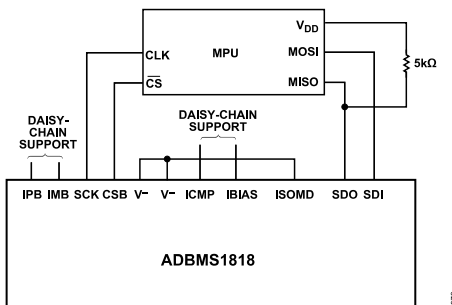 VDD
CLK MPU MOSI
5kΩ
CS MISO
DAISY-
CHAIN
SUPPORT
DAISY-CHAIN
SUPPORT
IPB IMB SCK CSB V– V– ICMP IBIAS ISOMD SDO SDI
ADBMS1818